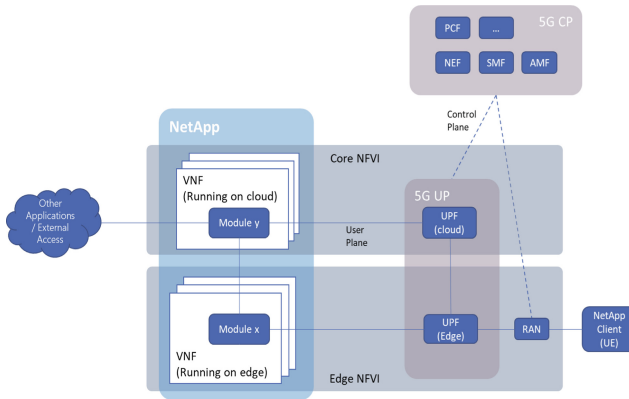 5G CP
PCF
...
NEF
SMF
AMF
Control
Plane
NetApp
Core NFVI
VNF
(Running on cloud)
Module y
5G UP
UPF
(cloud)
User
Plane
Other
Applications
/ External
Access
Module x
VNF
(Running on edge)
UPF
(Edge)
RAN
NetApp
Client
(UE)
Edge NFVI